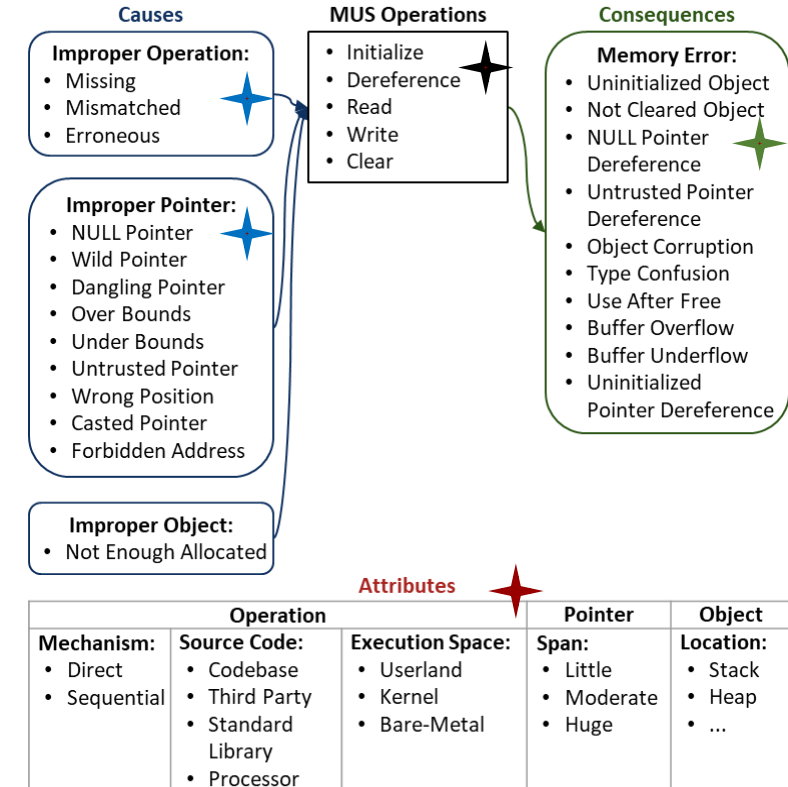 Causes
Improper Operation:
• Missing
• Mismatched
• Erroneous
Improper Pointer:
• NULL Pointer
• Wild Pointer
• Dangling Pointer
• Over Bounds
• Under Bounds
• Untrusted Pointer
• Wrong Position
• Casted Pointer
• Forbidden Address
Improper Object:
• Not Enough Allocated
MUS Operations
• Initialize
• Dereference
• Read
• Write
• Clear
Consequences
Memory Error:
• Uninitialized Object
• Not Cleared Object
• NULL Pointer
Dereference
• Untrusted Pointer
Dereference
• Object Corruption
• Type Confusion
• Use After Free
• Buffer Overflow
• Buffer Underflow
• Uninitialized
Pointer Dereference
Attributes
Operation
Pointer
Object
Mechanism:
• Direct
• Sequential
Source Code:
• Codebase
• Third Party
• Standard
Library
• Processor
Execution Space:
• Userland
• Kernel
• Bare-Metal
Span:
• Little
• Moderate
• Huge
Location:
• Stack
• Heap
• ...